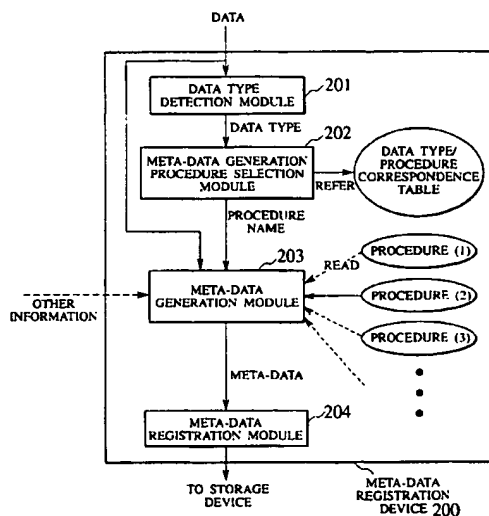 DATA
DATA TYPE
DETECTION MODULE
201
DATA TYPE
202
META-DATA GENERATION
PROCEDURE SELECTION
MODULE
REFER
DATA TYPE/
PROCEDURE
CORRESPONDENCE
TABLE
PROCEDURE
NAME
203
READ
PROCEDURE (1)
META-DATA
GENERATION MODULE
OTHER
INFORMATION
PROCEDURE (2)
PROCEDURE (3)
META-DATA
204
META-DATA
REGISTRATION MODULE
TO STORAGE
DEVICE
META-DATA
REGISTRATION
DEVICE 200